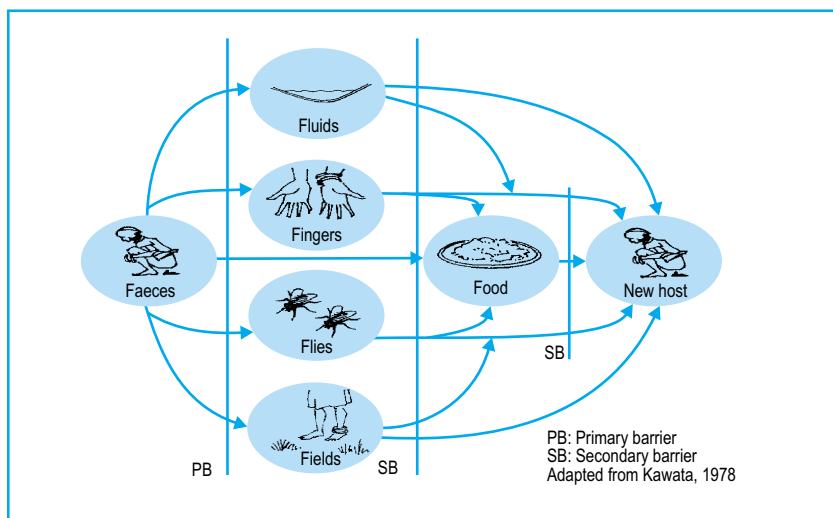 Fluids
Fingers
Faeces
Food
New host
Flies
SB
Fields
PB
SB
PB: Primary barrier
SB: Secondary barrier
Adapted from Kawata, 1978